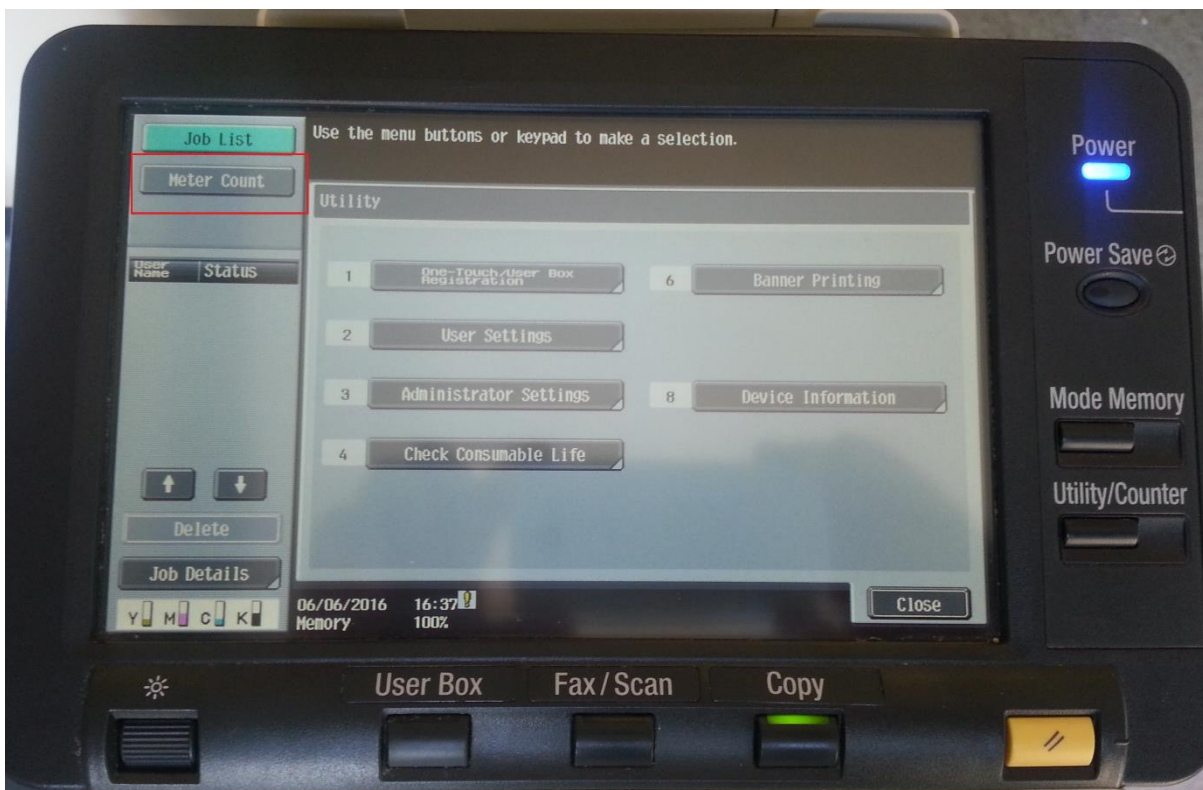 Job List
Meter Count
User Name
Status
Delete
Job Details
Y M C K
Use the menu buttons or keypad to make a selection.
Utility
1 One-Touch/User Box Registration
2 User Settings
3 Administrator Settings
4 Check Consumable Life
6 Banner Printing
8 Device Information
06/06/2016 16:37
Memory 100%
Close
Power
Power Save
Mode Memory
Utility/Counter
User Box
Fax/Scan
Copy